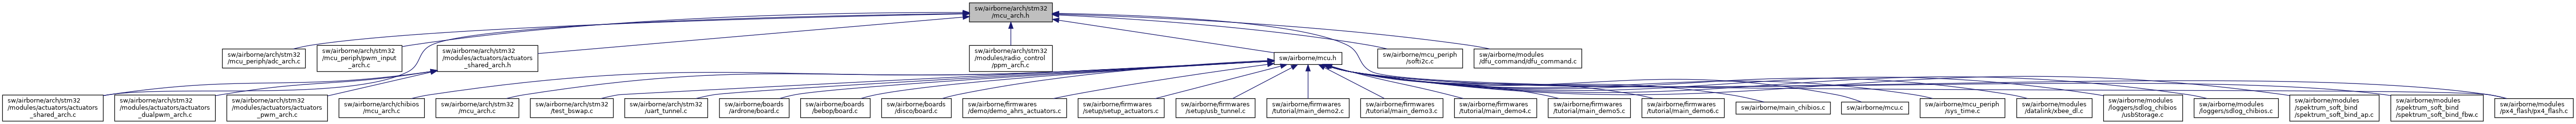 sw/airborne/arch/stm32
/mcu_arch.h
sw/airborne/arch/stm32
/mcu_periph/adc_arch.c
sw/airborne/arch/stm32
/mcu_periph/pwm_input
_arch.c
sw/airborne/arch/stm32
/modules/actuators/actuators
_shared_arch.h
sw/airborne/arch/stm32
/modules/radio_control
/ppm_arch.c
sw/airborne/mcu.h
sw/airborne/mcu_periph
/softi2c.c
sw/airborne/modules
/dfu_command/dfu_command.c
sw/airborne/arch/stm32
/modules/actuators/actuators
_shared_arch.c
sw/airborne/arch/stm32
/modules/actuators/actuators
_dualpwm_arch.c
sw/airborne/arch/stm32
/modules/actuators/actuators
_pwm_arch.c
sw/airborne/arch/chibios
/mcu_arch.c
sw/airborne/arch/stm32
/mcu_arch.c
sw/airborne/arch/stm32
/test_bswap.c
sw/airborne/arch/stm32
/uart_tunnel.c
sw/airborne/boards
/ardrone/board.c
sw/airborne/boards
/bebop/board.c
sw/airborne/boards
/disco/board.c
sw/airborne/firmwares
/demo/demo_ahrs_actuators.c
sw/airborne/firmwares
/setup/setup_actuators.c
sw/airborne/firmwares
/setup/usb_tunnel.c
sw/airborne/firmwares
/tutorial/main_demo2.c
sw/airborne/firmwares
/tutorial/main_demo3.c
sw/airborne/firmwares
/tutorial/main_demo4.c
sw/airborne/firmwares
/tutorial/main_demo5.c
sw/airborne/firmwares
/tutorial/main_demo6.c
sw/airborne/main_chibios.c
sw/airborne/mcu.c
sw/airborne/mcu_periph
/sys_time.c
sw/airborne/modules
/datalink/xbee_dl.c
sw/airborne/modules
/loggers/sdlog_chibios
/usbStorage.c
sw/airborne/modules
/loggers/sdlog_chibios.c
sw/airborne/modules
/spektrum_soft_bind
/spektrum_soft_bind_ap.c
sw/airborne/modules
/spektrum_soft_bind
/spektrum_soft_bind_fbw.c
sw/airborne/modules
/px4_flash/px4_flash.c